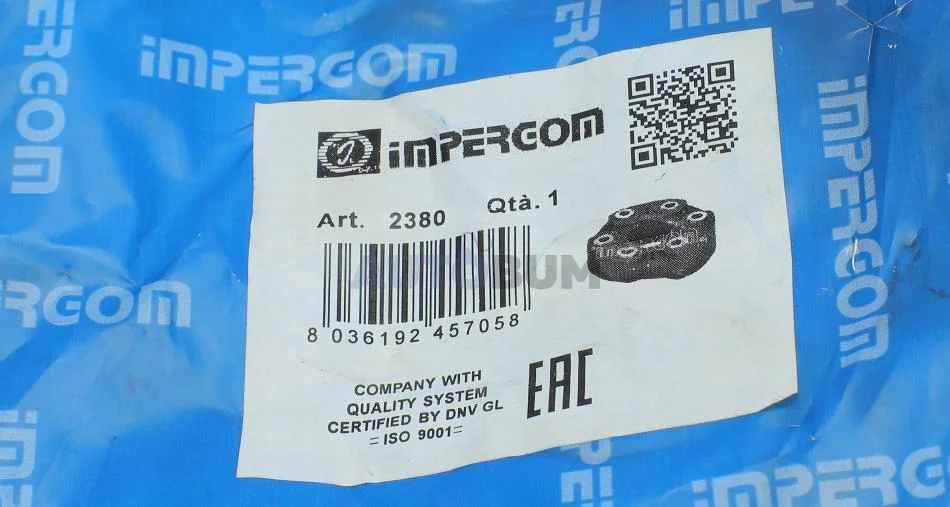 IMPERGOM
IMPERGOM
IMPERGOM
Art. 2380 Qtà. 1
AUTOBUM
8 036192 457058
IMPERGOM
COMPANY WITH
QUALITY SYSTEM
CERTIFIED BY DNV GL
=ISO 9001=
EAC
IMPERGOM